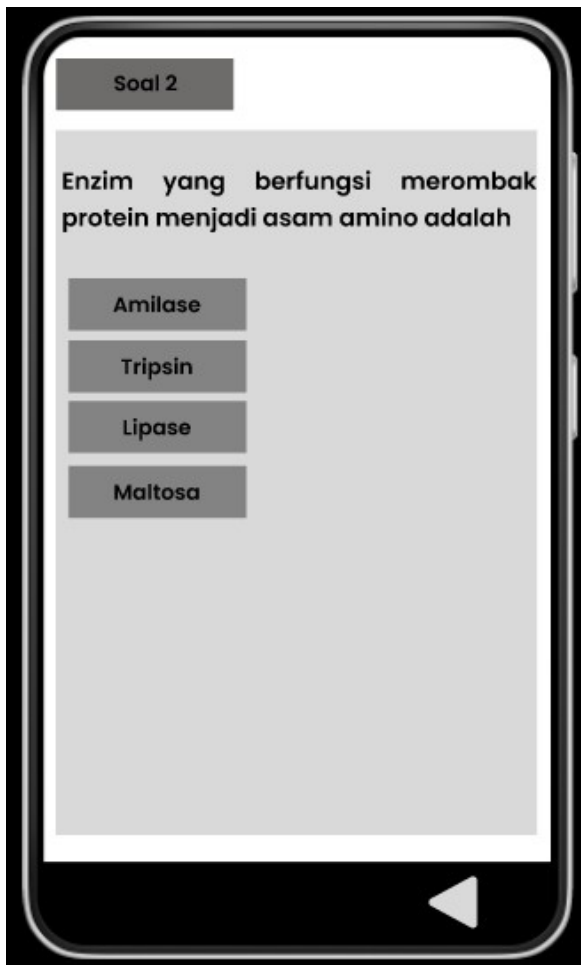 Soal 2
Enzim yang berfungsi merombak
protein menjadi asam amino adalah
Amilase
Tripsin
Lipase
Maltosa